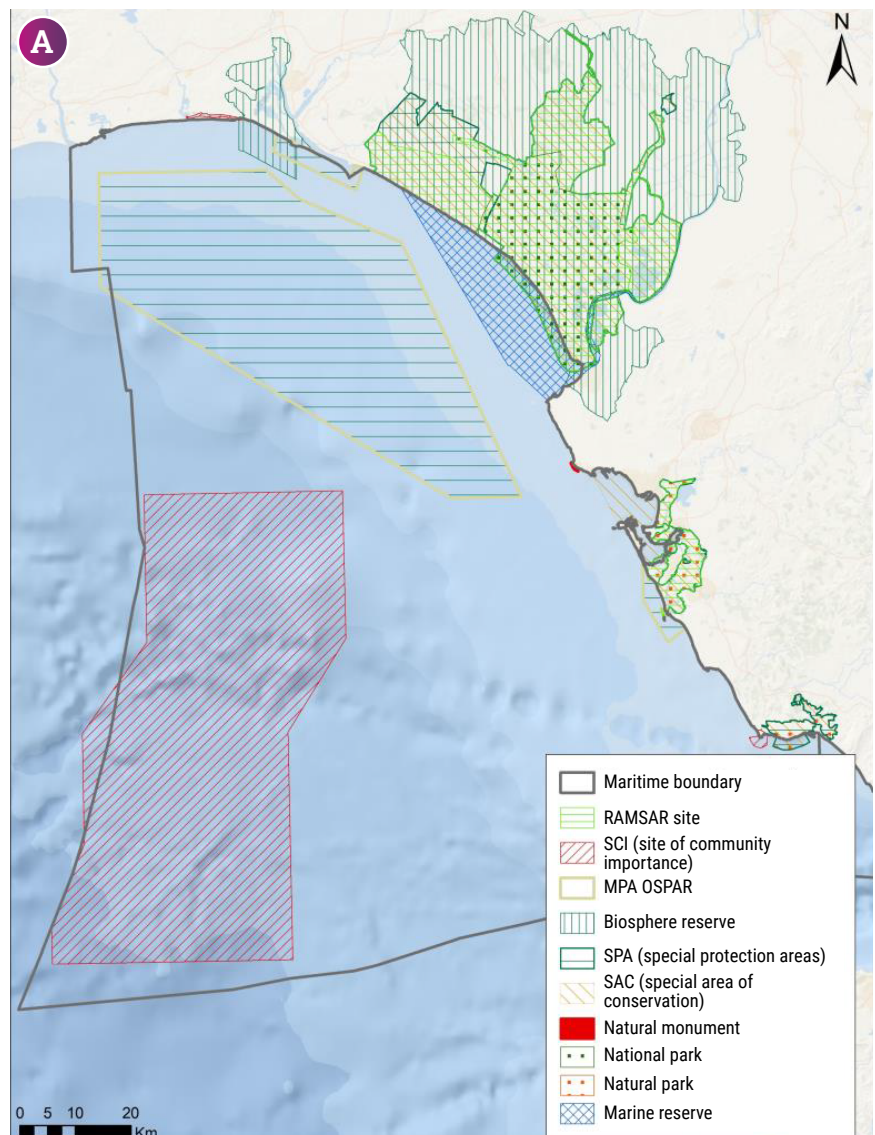 A
N
Maritime boundary
RAMSAR site
SCI (site of community
importance)
MPA OSPAR
Biosphere reserve
SPA (special protection areas)
SAC (special area of
conservation)
Natural monument
National park
Natural park
Marine reserve
0 5 10 20
Km